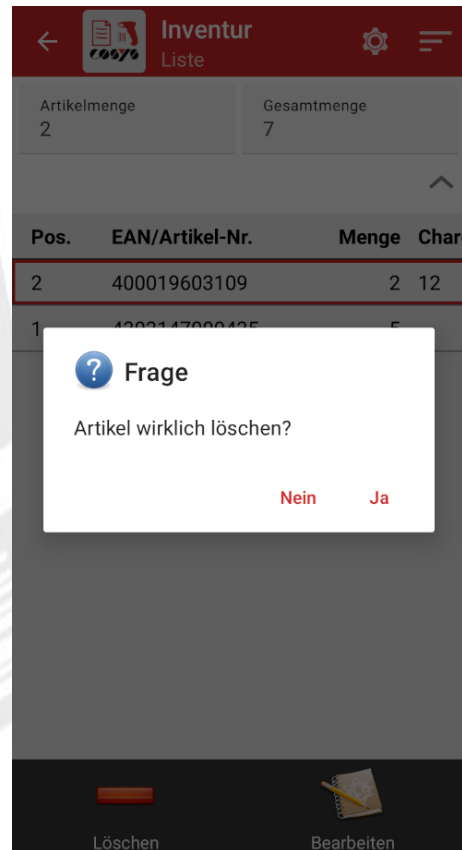 Inventur
COSYS
Liste
Artikelmenge
2
Gesamtmenge
7
Pos. EAN/Artikel-Nr. Menge Char
2 400019603109 2 12
1
Frage
Artikel wirklich löschen?
Nein Ja
Löschen Bearbeiten